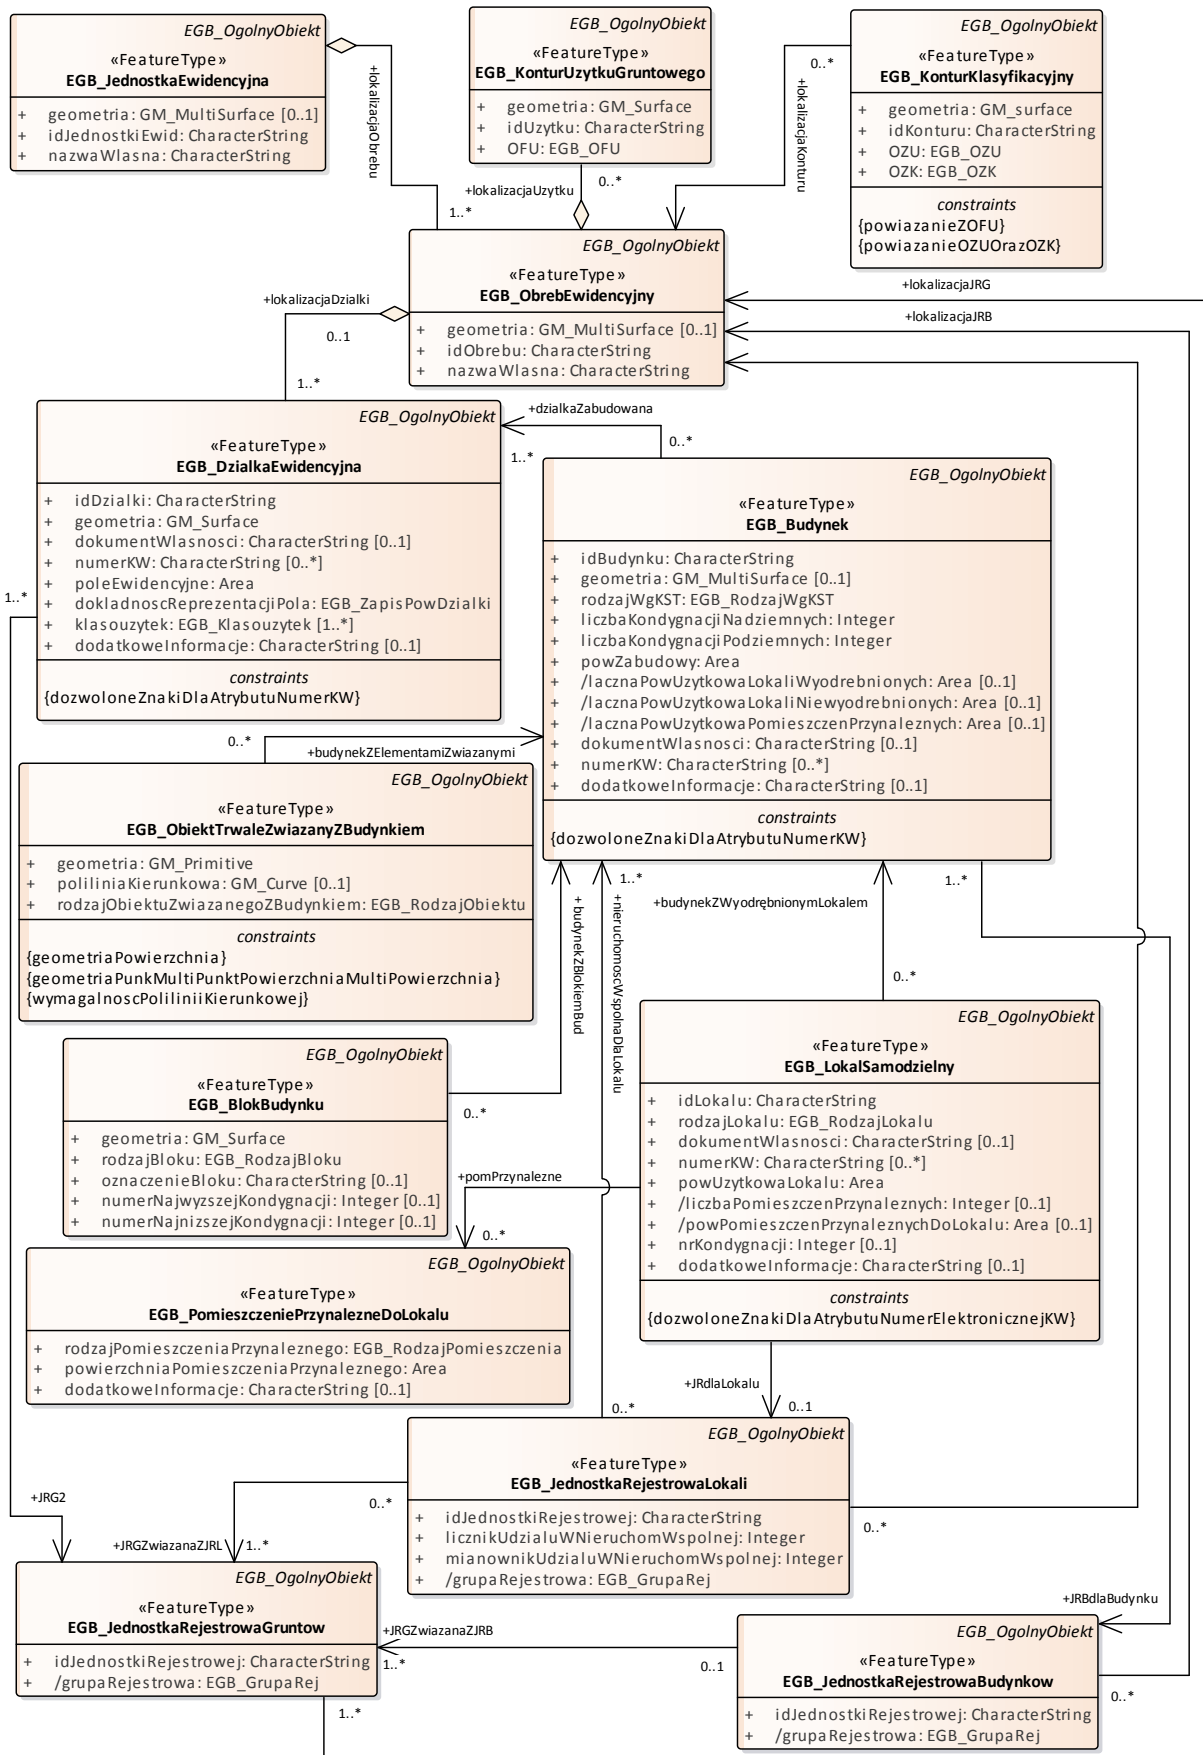 EGB_OgolnyObiekt
«FeatureType»
EGB_JednostkaEwidencyjna
+ geometria: GM_MultiSurface [0..1]
+ idJednostkiEwid: CharacterString
+ nazwaWlasna: CharacterString
+lokalizacjaObrebu
1..*
EGB_OgolnyObiekt
«FeatureType»
EGB_KonturUzytkuGruntowego
+ geometria: GM_Surface
+ idUzytku: CharacterString
+ OFU: EGB_OFU
+lokalizacjaUzytku
0..*
EGB_OgolnyObiekt
«FeatureType»
EGB_KonturKlasyfikacyjny
+ geometria: GM_surface
+ idKonturu: CharacterString
+ OZU: EGB_OZU
+ OZK: EGB_OZK
constraints
{powiazanieZOFU}
{powiazanieOZUOrazOZK}
0..*
+lokalizacjaKonturu
EGB_OgolnyObiekt
«FeatureType»
EGB_ObrebEwidencyjny
+ geometria: GM_MultiSurface [0..1]
+ idObrebu: CharacterString
+ nazwaWlasna: CharacterString
+lokalizacjaJRG
+lokalizacjaJRB
+lokalizacjaDzialki
0..1
1..*
EGB_OgolnyObiekt
«FeatureType»
EGB_DzialkaEwidencyjna
+ idDzialki: CharacterString
+ geometria: GM_Surface
+ dokumentWlasnosci: CharacterString [0..1]
+ numerKW: CharacterString [0..*]
+ poleEwidencyjne: Area
+ dokladnoscReprezentacjiPola: EGB_ZapisPowDzialki
+ klasouzytek: EGB_Klasouzytek [1..*]
+ dodatkoweInformacje: CharacterString [0..1]
constraints
{dozwoloneZnakiDlaAtrybutuNumerKW}
1..*
+dzialkaZabudowana
0..*
1..*
EGB_OgolnyObiekt
«FeatureType»
EGB_Budynek
+ idBudynku: CharacterString
+ geometria: GM_MultiSurface [0..1]
+ rodzajWgKST: EGB_RodzajWgKST
+ liczbaKondygnacjiNadziemnych: Integer
+ liczbaKondygnacjiPodziemnych: Integer
+ powZabudowy: Area
+ /lacznaPowUzytkowaLokaliWyodrebnionych: Area [0..1]
+ /lacznaPowUzytkowaLokaliNiewyodrebnionych: Area [0..1]
+ /lacznaPowUzytkowaPomieszczenPrzynaleznych: Area [0..1]
+ dokumentWlasnosci: CharacterString [0..1]
+ numerKW: CharacterString [0..*]
+ dodatkoweInformacje: CharacterString [0..1]
constraints
{dozwoloneZnakiDlaAtrybutuNumerKW}
0..*
+budynekZElementamiZwiazanymi
EGB_OgolnyObiekt
«FeatureType»
EGB_ObiektTrwaleZwiazanyZBudynkiem
+ geometria: GM_Primitive
+ poliliniaKierunkowa: GM_Curve [0..1]
+ rodzajObiektuZwiazanegoZBudynkiem: EGB_RodzajObiektu
constraints
{geometriaPowierzchnia}
{geometriaPunkMultiPunktPowierzchniaMultiPowierzchnia}
{wymagalnoscPoliliniiKierunkowej}
+ budynekZBlokiemBud
1..*
+nieruchomoscWspolnaDlaLokalu
+budynekZWyodrębnionymLokalem
0..*
1..*
EGB_OgolnyObiekt
«FeatureType»
EGB_BlokBudynku
+ geometria: GM_Surface
+ rodzajBloku: EGB_RodzajBloku
+ oznaczenieBloku: CharacterString [0..1]
+ numerNajwyzszejKondygnacji: Integer [0..1]
+ numerNajnizszejKondygnacji: Integer [0..1]
0..*
EGB_OgolnyObiekt
«FeatureType»
EGB_LokalSamodzielny
+ idLokalu: CharacterString
+ rodzajLokalu: EGB_RodzajLokalu
+ dokumentWlasnosci: CharacterString [0..1]
+ numerKW: CharacterString [0..*]
+ powUzytkowaLokalu: Area
+ /liczbaPomieszczenPrzynaleznych: Integer [0..1]
+ /powPomieszczenPrzynaleznychDoLokalu: Area [0..1]
+ nrKondygnacji: Integer [0..1]
+ dodatkoweInformacje: CharacterString [0..1]
constraints
{dozwoloneZnakiDlaAtrybutuNumerElektronicznejKW}
+pomPrzynalezne
0..*
EGB_OgolnyObiekt
«FeatureType»
EGB_PomieszczeniePrzynalezneDoLokalu
+ rodzajPomieszczeniaPrzynaleznego: EGB_RodzajPomieszczenia
+ powierzchniaPomieszczeniaPrzynaleznego: Area
+ dodatkoweInformacje: CharacterString [0..1]
+JRdlaLokalu
0..1
0..*
EGB_OgolnyObiekt
«FeatureType»
EGB_JednostkaRejestrowaLokali
+ idJednostkiRejestrowej: CharacterString
+ licznikUdzialuWNieruchomWspolnej: Integer
+ mianownikUdzialuWNieruchomWspolnej: Integer
+ /grupaRejestrowa: EGB_GrupaRej
0..*
0..*
+JRG2
+JRGZwiazanaZJRL
1..*
EGB_OgolnyObiekt
«FeatureType»
EGB_JednostkaRejestrowaGruntow
+ idJednostkiRejestrowej: CharacterString
+ /grupaRejestrowa: EGB_GrupaRej
1..*
+JRGZwiazanaZJRB
1..*
0..1
+JRBdlaBudynku
EGB_OgolnyObiekt
«FeatureType»
EGB_JednostkaRejestrowaBudynkow
+ idJednostkiRejestrowej: CharacterString
+ /grupaRejestrowa: EGB_GrupaRej
0..*